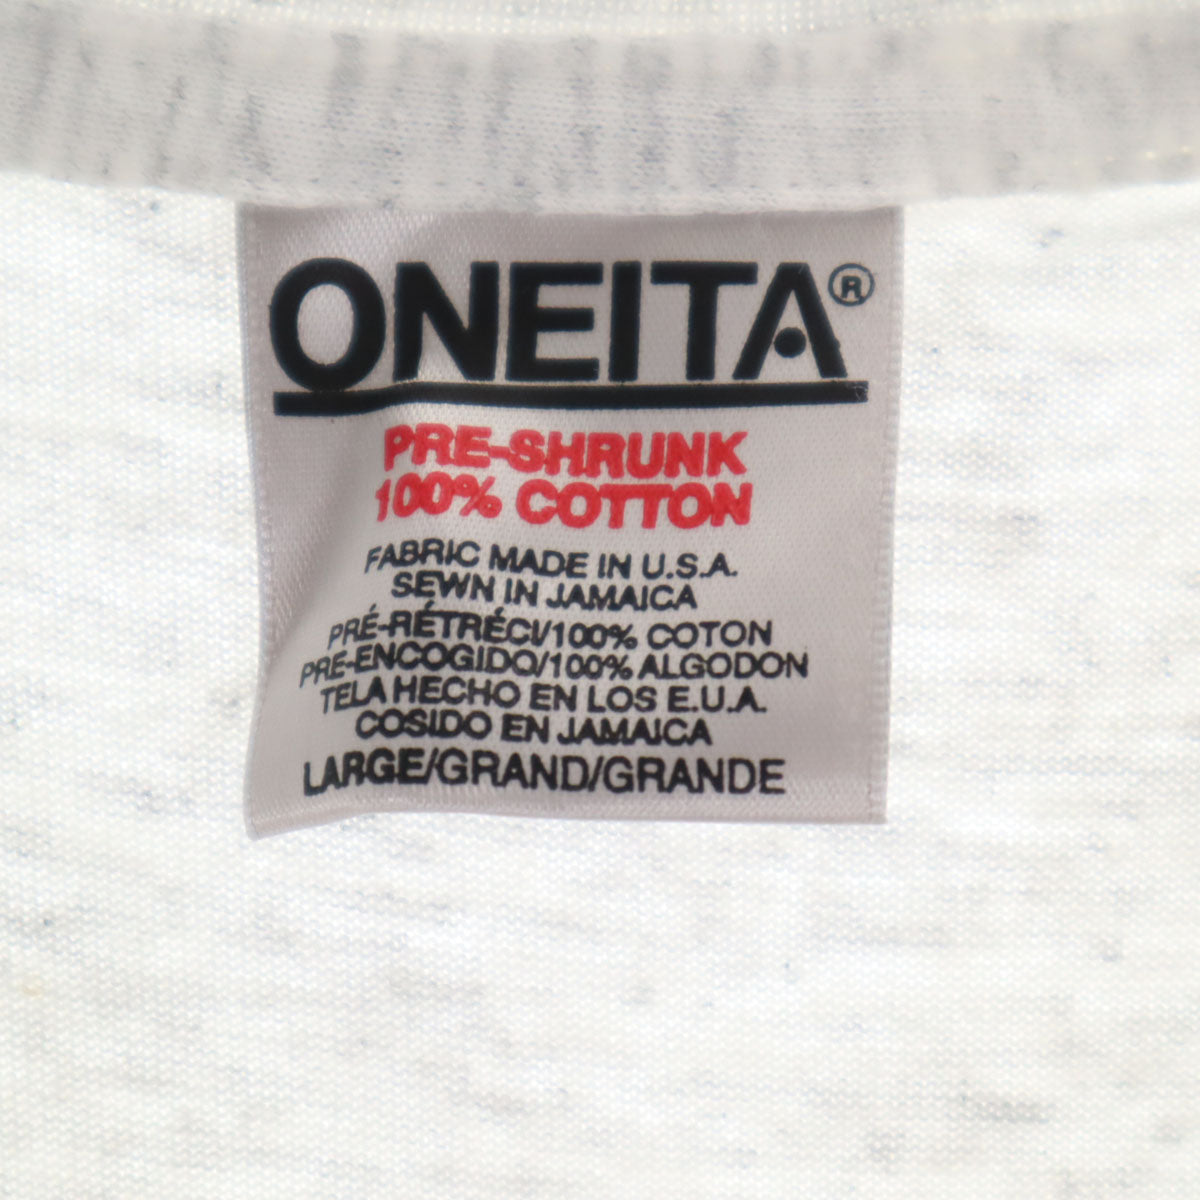 ONEITA®
PRE-SHRUNK
100% COTTON
FABRIC MADE IN U.S.A.
SEWN IN JAMAICA
PRÉ-RÉTRÉCI/100% COTON
PRE-ENCOGIDO/100% ALGODON
TELA HECHO EN LOS E.U.A.
COSIDO EN JAMAICA
LARGE/GRAND/GRANDE